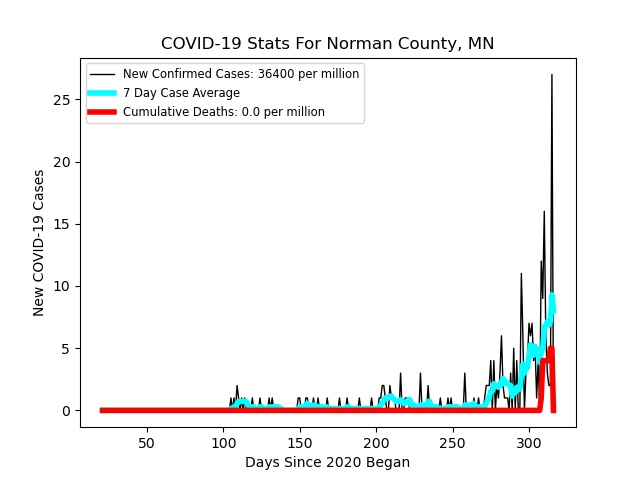 COVID-19 Stats For Norman County, MN
New Confirmed Cases: 36400 per million
7 Day Case Average
Cumulative Deaths: 0.0 per million
25
20
15
10
5
0
New COVID-19 Cases
50 100 150 200 250 300
Days Since 2020 Began